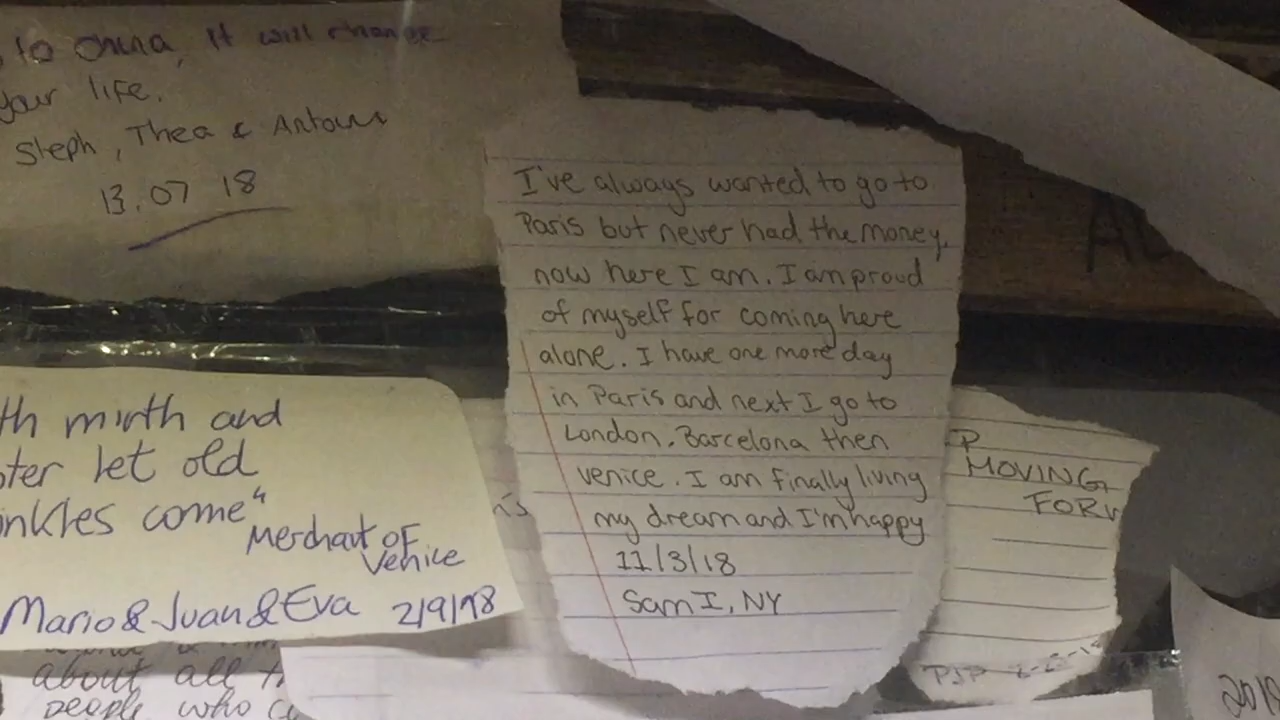 to China, it will change
your life.
Steph, Thea &
13.07 18
I've always wanted to go to
Paris but never had the money,
now here I am. I am proud
of myself for coming here
alone. I have one more day
in Paris and next I go to
London. Barcelona then
Venice. I am finally living
my dream and I'm happy
11/3/18
Sam I, NY
th mirth and
ter let old
inkles come"
Merchant of
Venice
Mario & Juan & Eva 2/9/18
P
MOVING
FORW
PJP
about all th
people who
2018